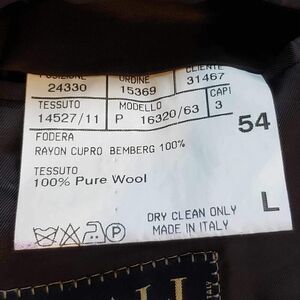 POSIZIONE ORDINE CLIENTE
24330 15369 31467
TESSUTO MODELLO CAPI
14527/11 P 16320/63 3
54
FODERA
RAYON CUPRO BEMBERG 100%
TESSUTO
100% Pure Wool
L
DRY CLEAN ONLY
MADE IN ITALY
P
ITALY